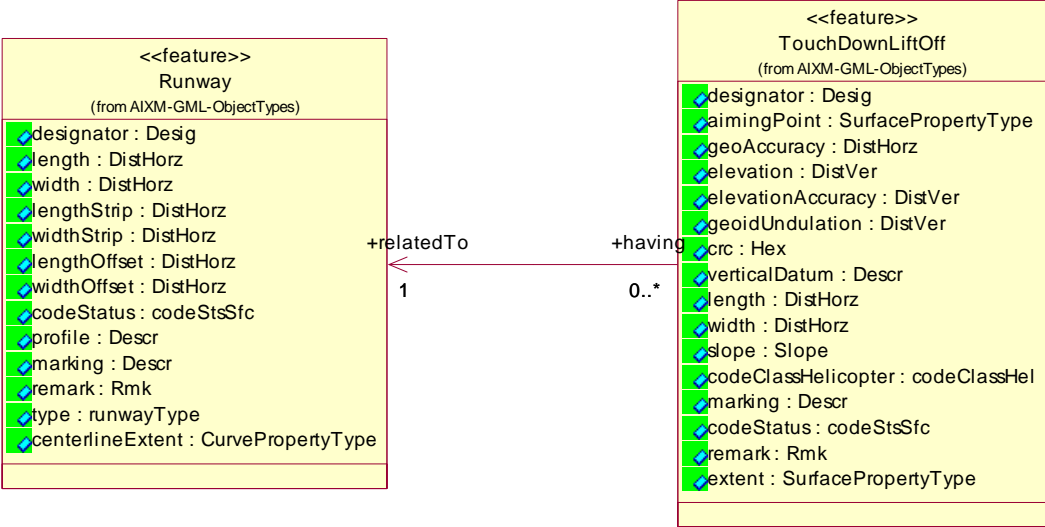 <<feature>>
Runway
(from AIXM-GML-ObjectTypes)
designator : Desig
length : DistHorz
width : DistHorz
lengthStrip : DistHorz
widthStrip : DistHorz
lengthOffset : DistHorz
widthOffset : DistHorz
codeStatus : codeStsSfc
profile : Descr
marking : Descr
remark : Rmk
type : runwayType
centerlineExtent : CurvePropertyType
+relatedTo
1
+having
0..*
<<feature>>
TouchDownLiftOff
(from AIXM-GML-ObjectTypes)
designator : Desig
aimingPoint : SurfacePropertyType
geoAccuracy : DistHorz
elevation : DistVer
elevationAccuracy : DistVer
geoidUndulation : DistVer
crc : Hex
verticalDatum : Descr
length : DistHorz
width : DistHorz
slope : Slope
codeClassHelicopter : codeClassHel
marking : Descr
codeStatus : codeStsSfc
remark : Rmk
extent : SurfacePropertyType